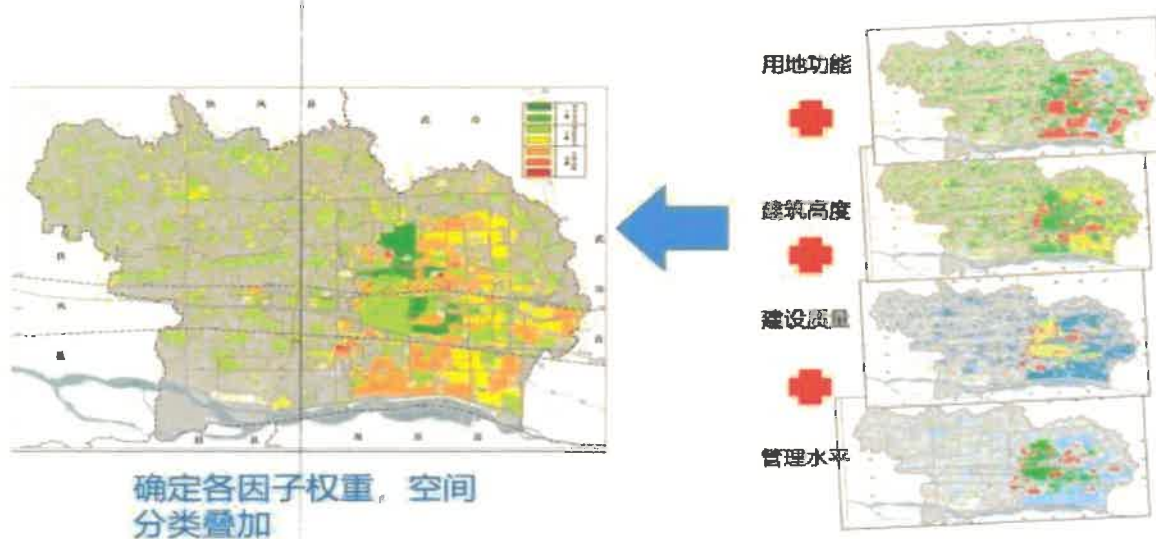 用地功能
建筑高度
建设质量
管理水平
确定各因子权重，空间
分类叠加